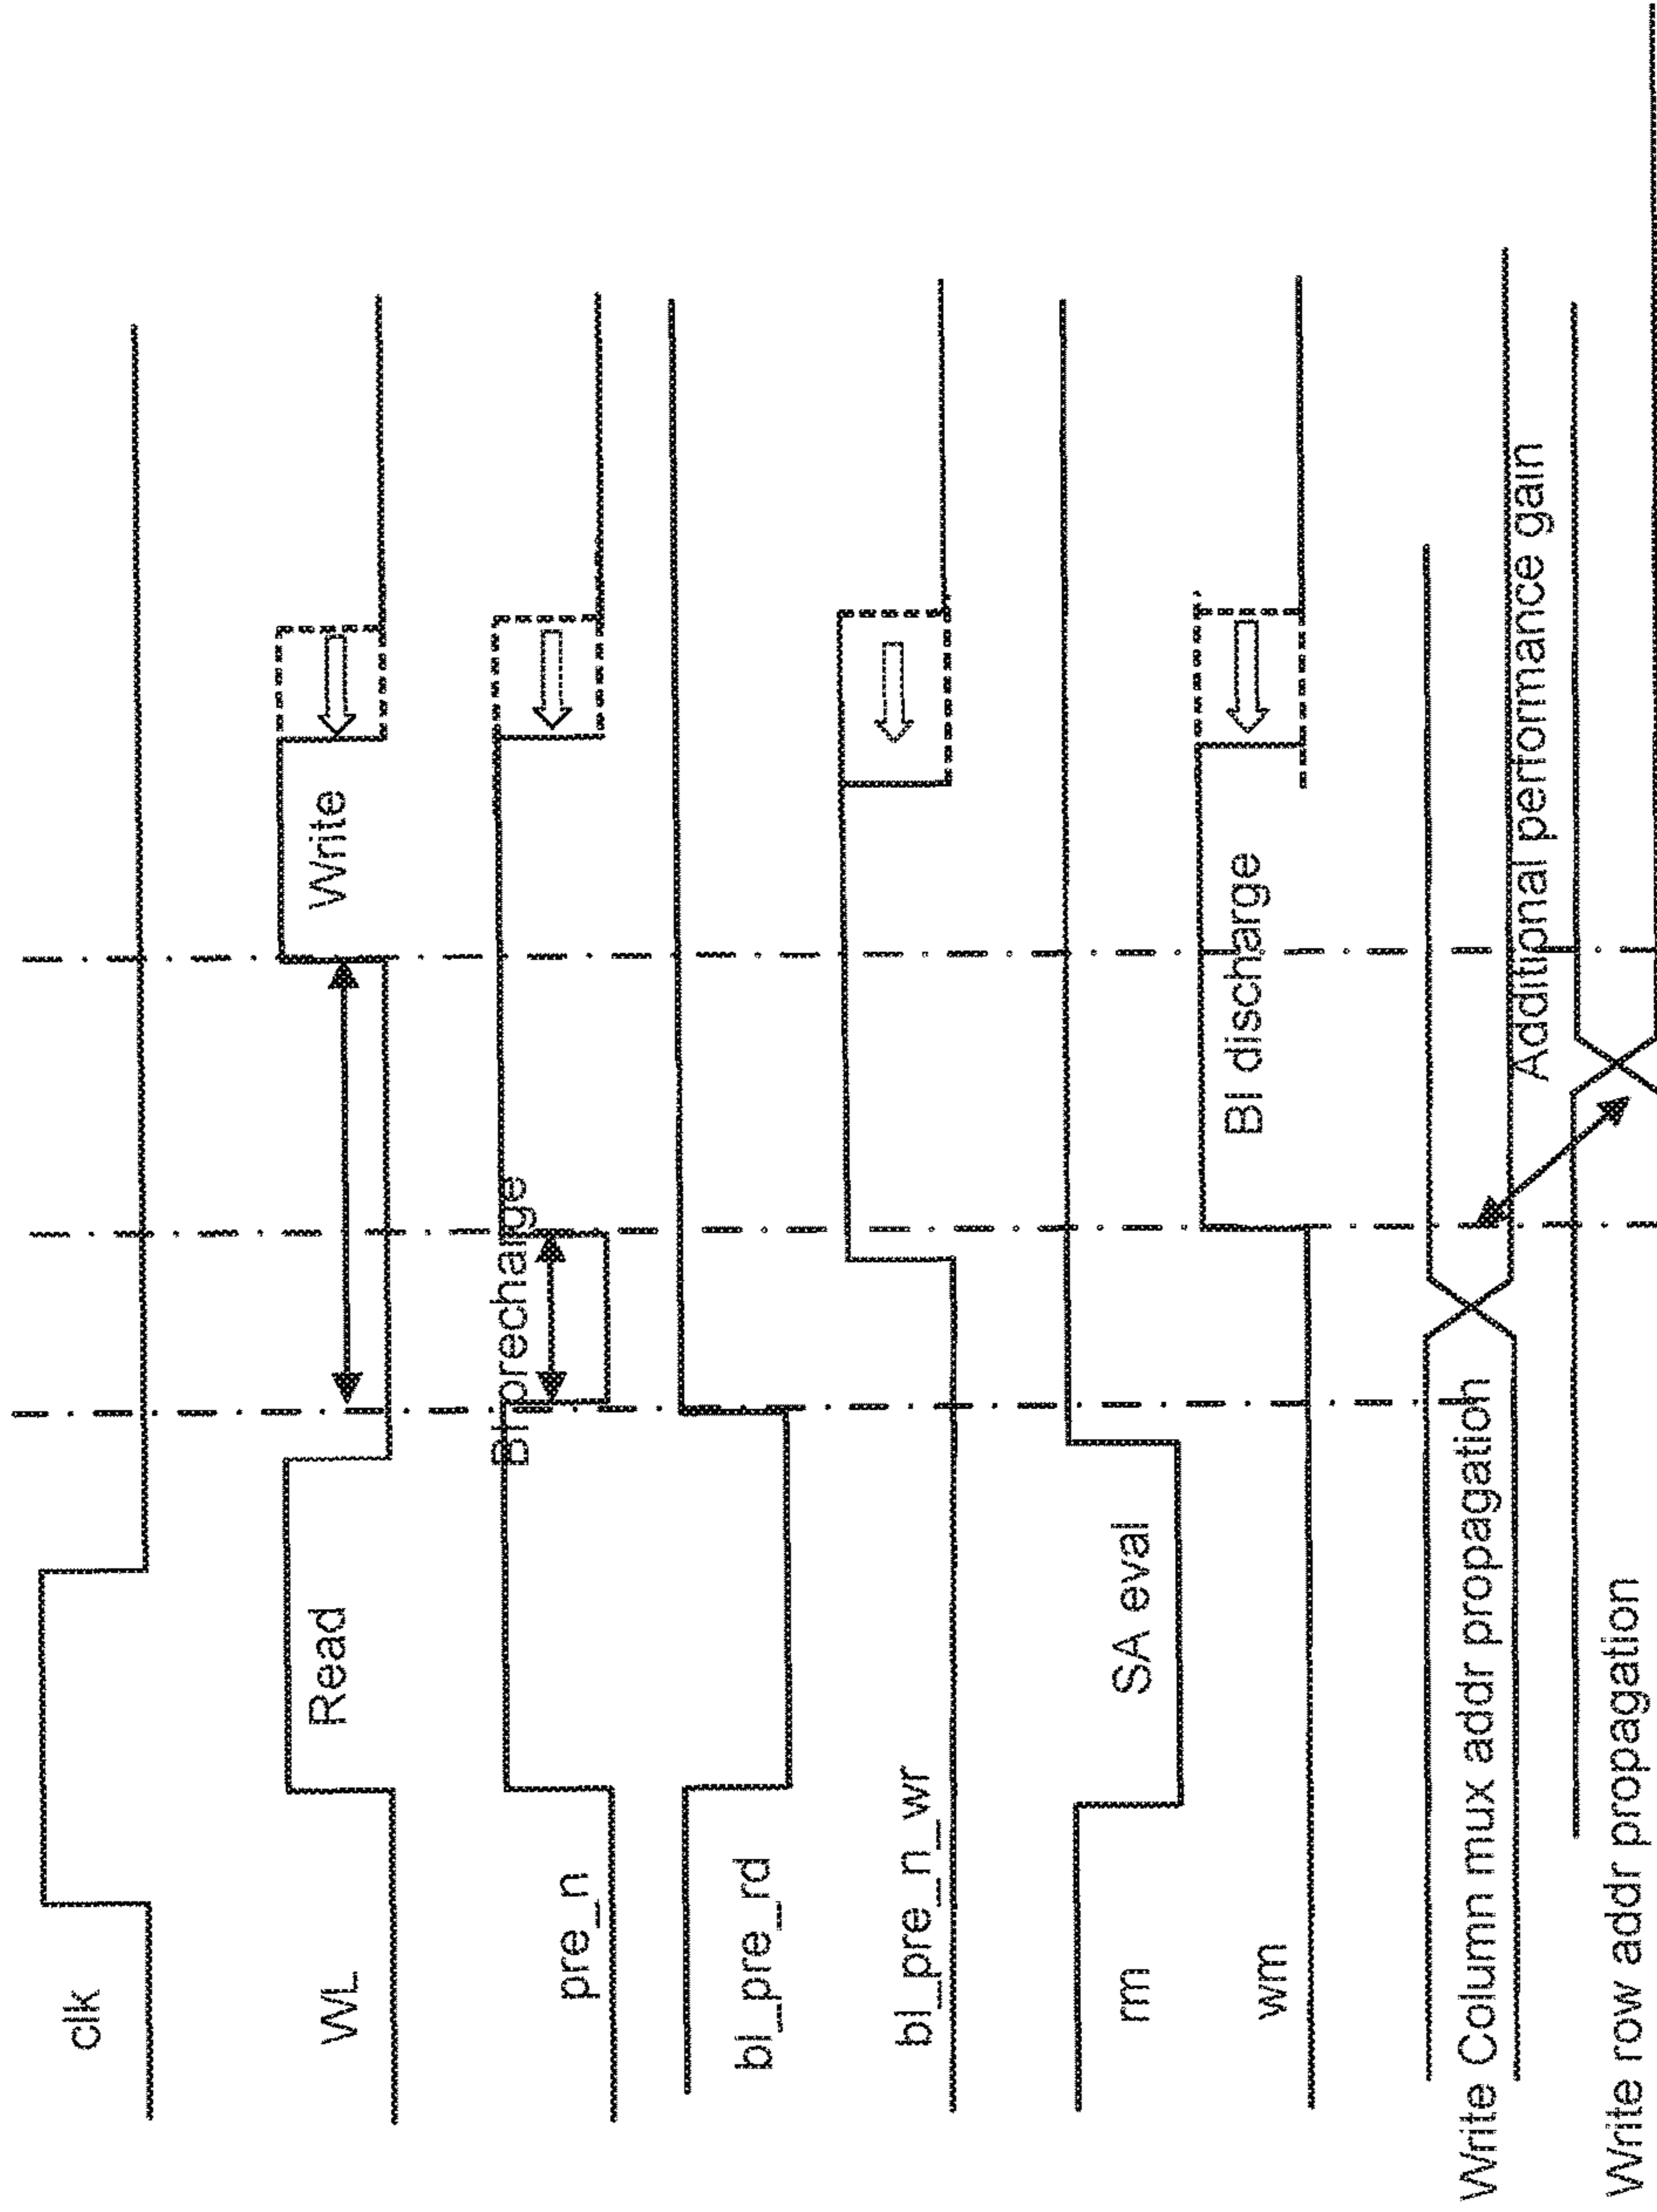 clk
WL
Read
Write
pre_n
Bl precharge
bl_pre_rd
bl_pre_n_wr
rm
SA eval
wm
Bl discharge
Write Column mux addr propagation
Additional performance gain
Write row addr propagation